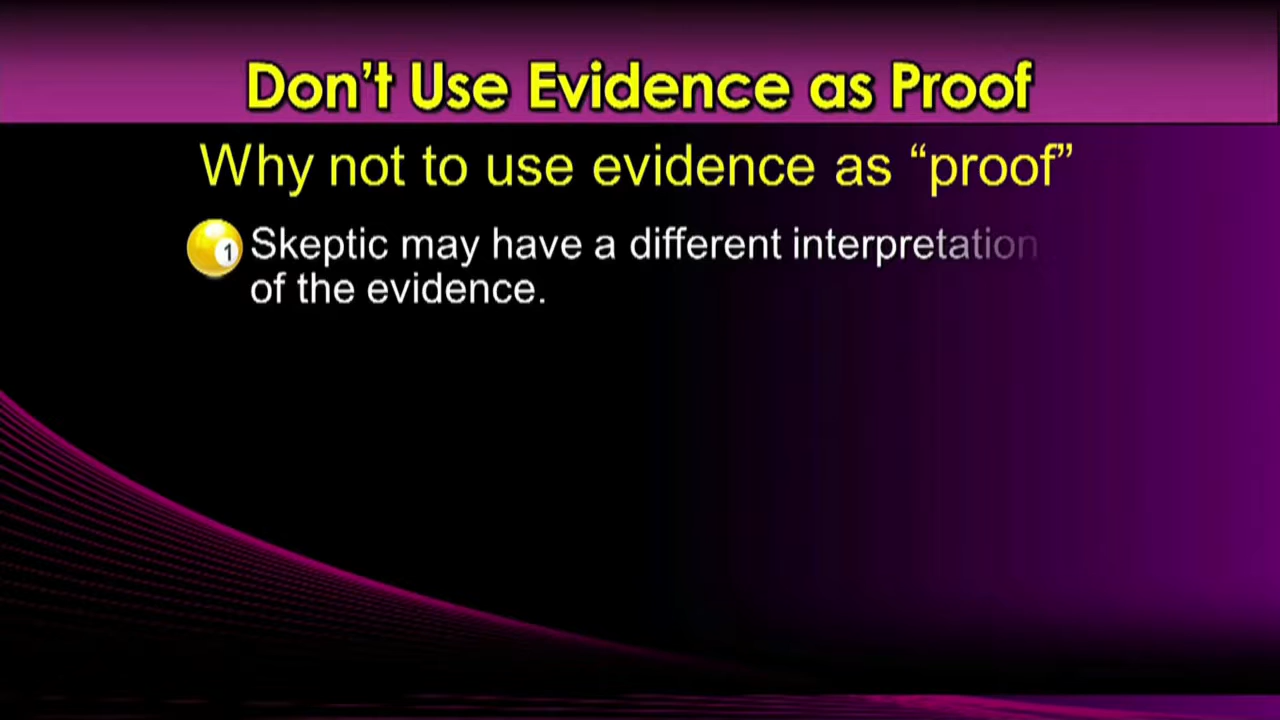 Don’t Use Evidence as Proof
Why not to use evidence as “proof”
1 Skeptic may have a different interpretation
of the evidence.